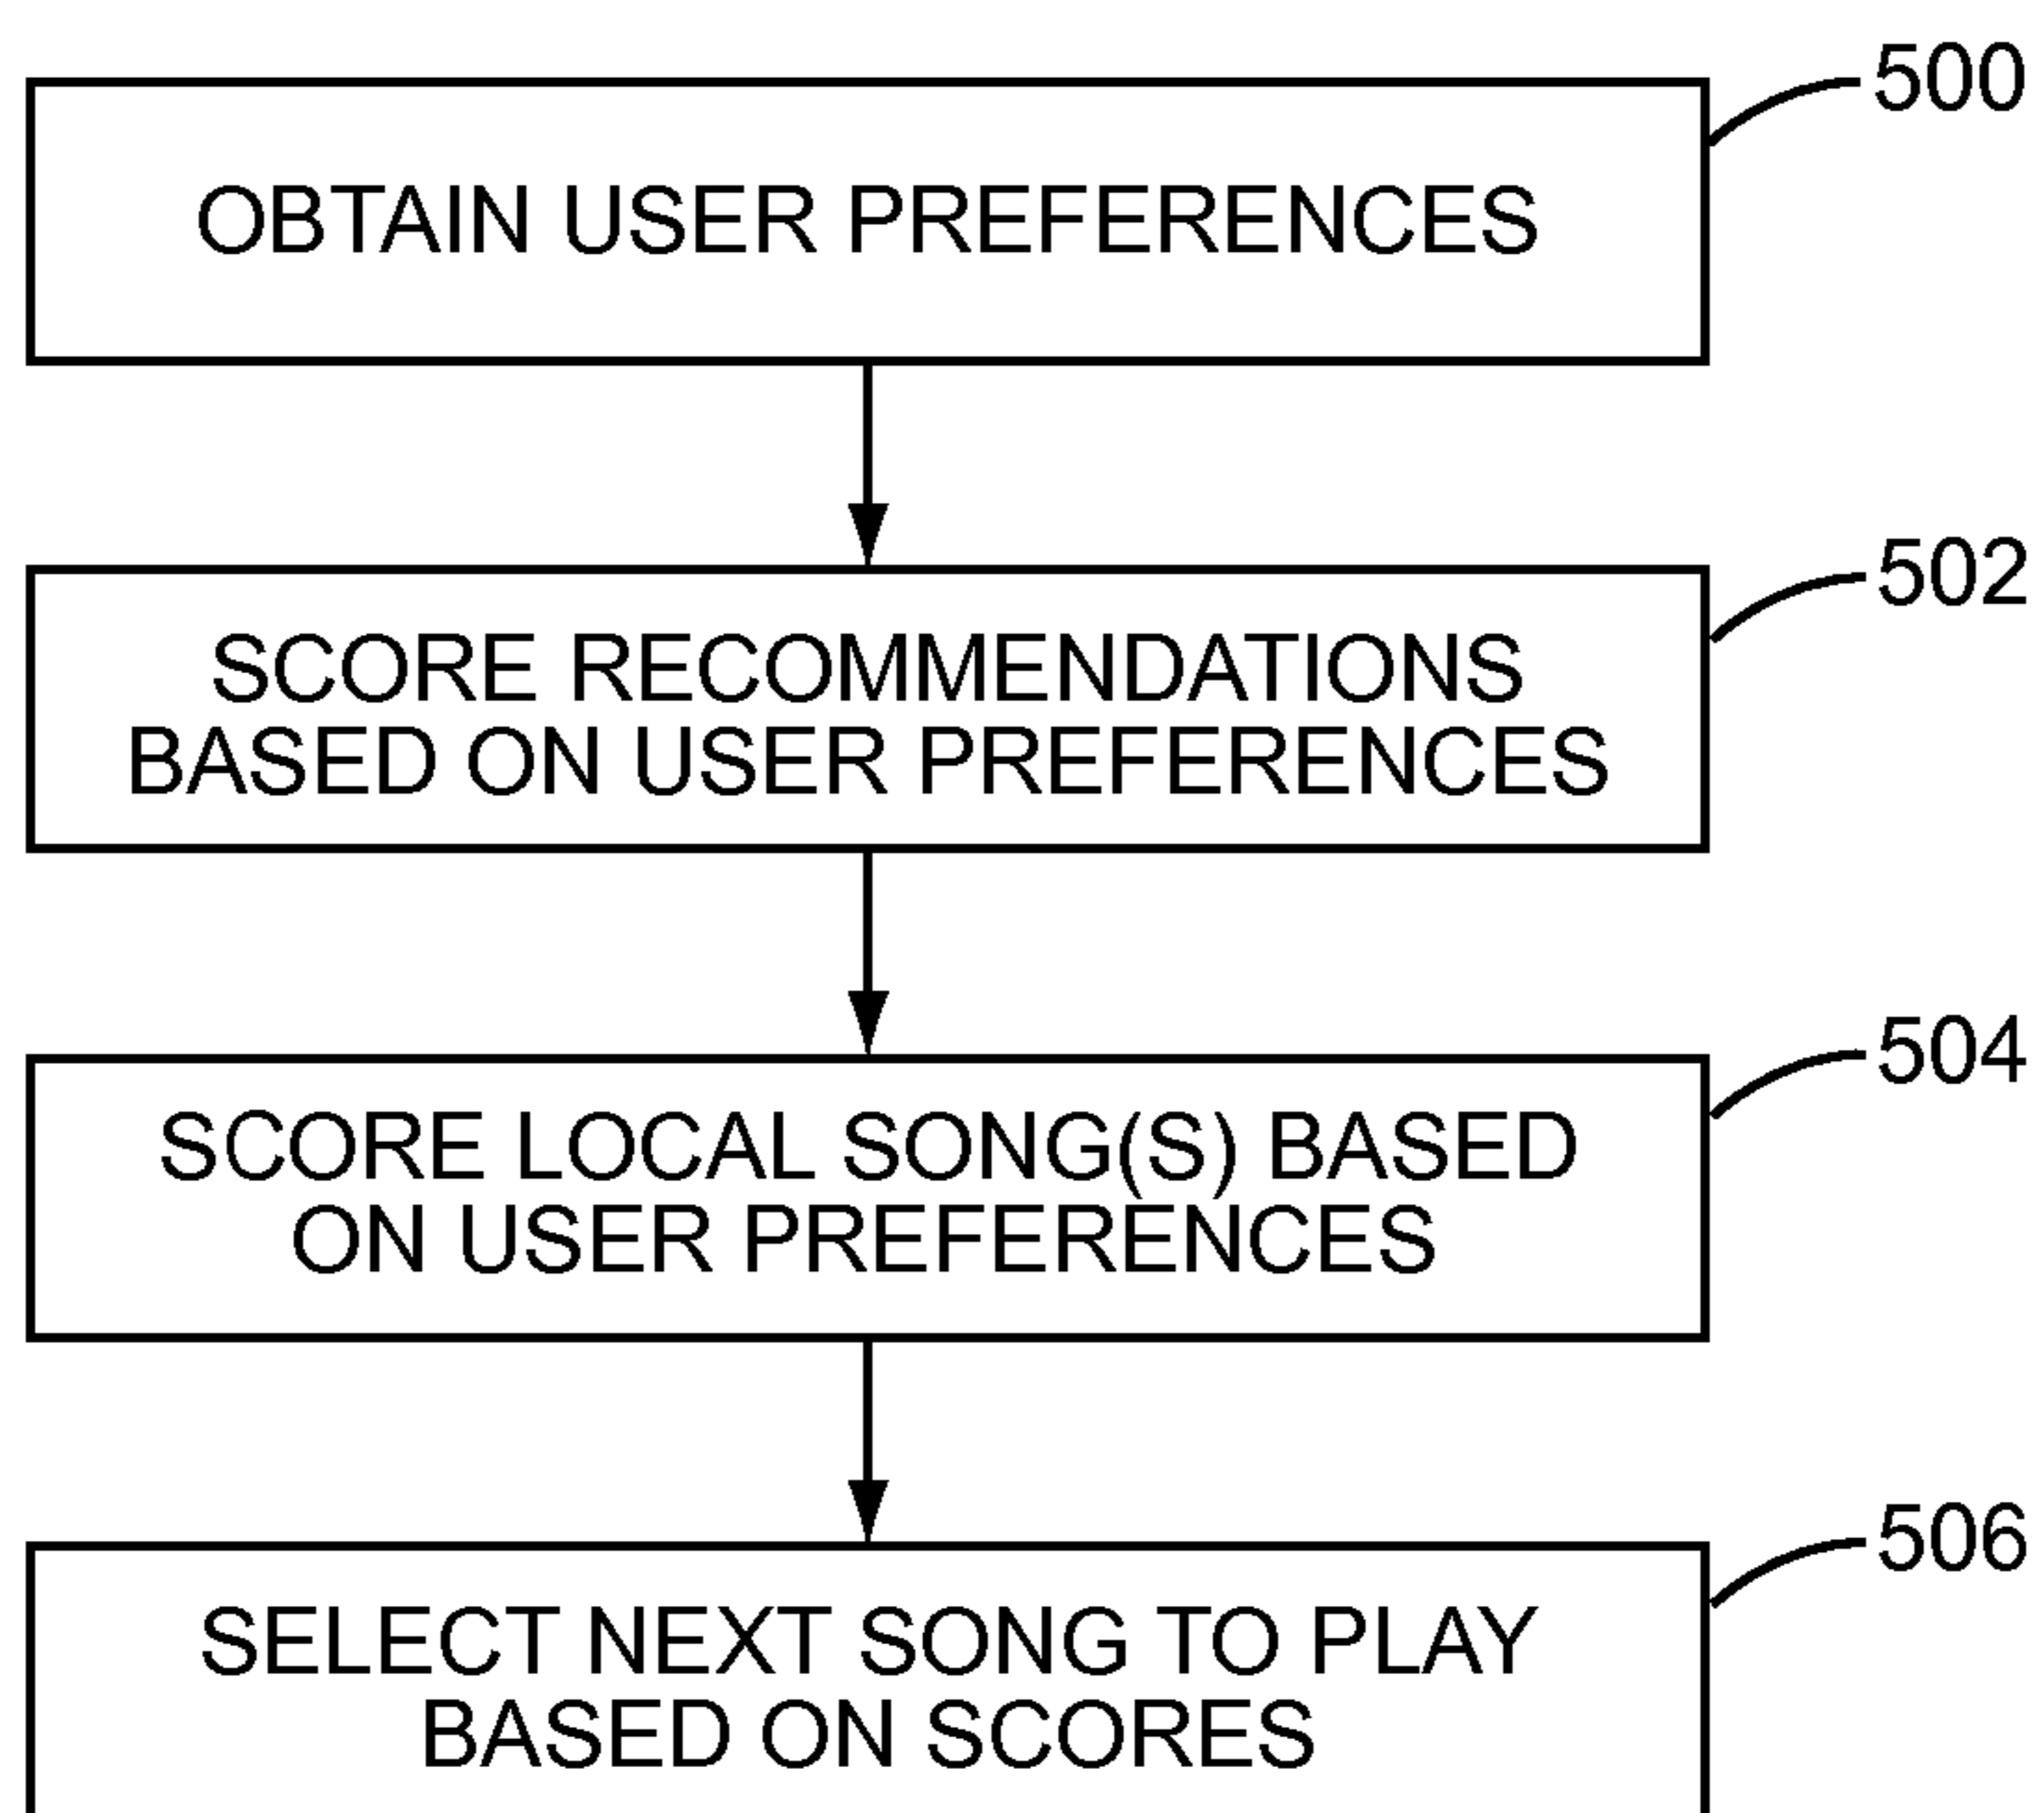 500
OBTAIN USER PREFERENCES
502
SCORE RECOMMENDATIONS
BASED ON USER PREFERENCES
504
SCORE LOCAL SONG(S) BASED
ON USER PREFERENCES
506
SELECT NEXT SONG TO PLAY
BASED ON SCORES